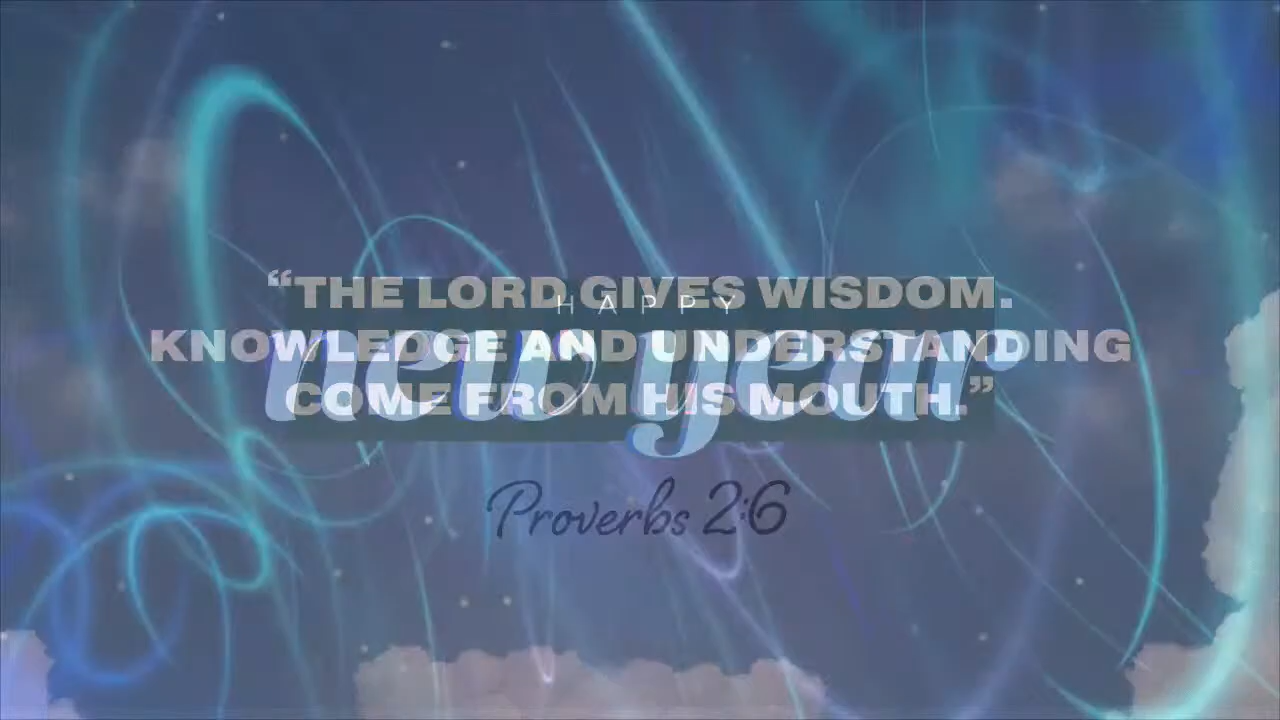 “THE LORD GIVES WISDOM.
HAPPY
KNOWLEDGE AND UNDERSTANDING
new year
COME FROM HIS MOUTH.”
Proverbs 2:6